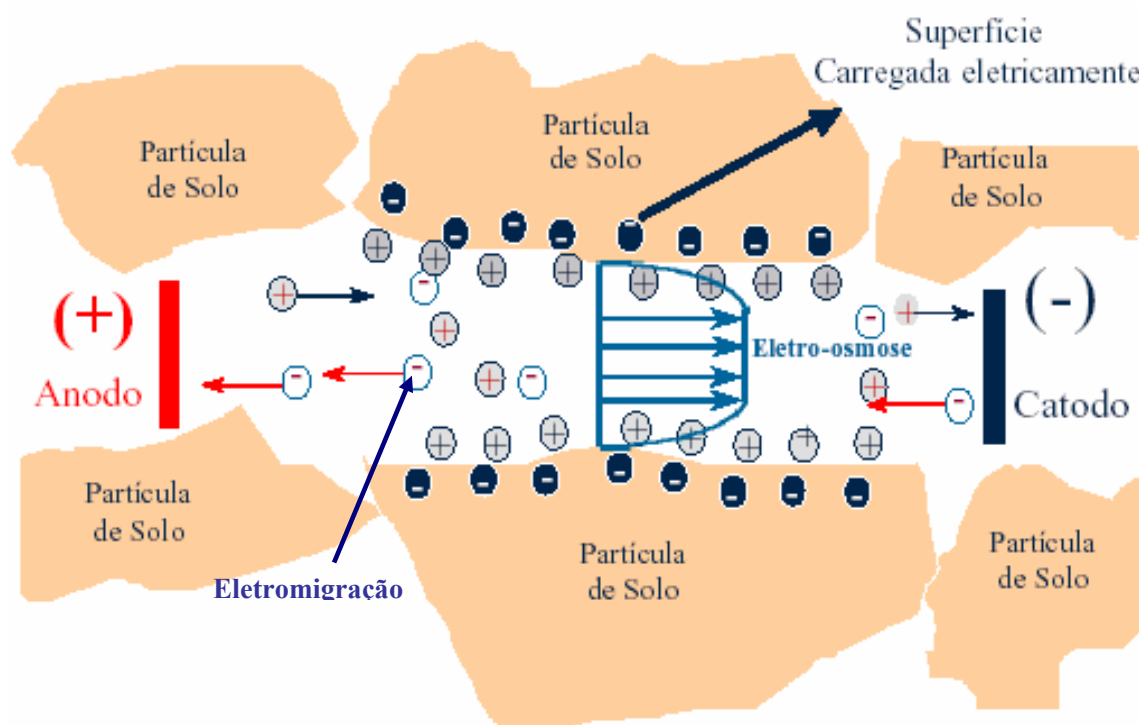 Superfície
Carregada eletricamente
Partícula
de Solo
Partícula
de Solo
Partícula
de Solo
(+)
Anodo
Eletro-osmose
(-)
Catodo
Partícula
de Solo
Partícula
de Solo
Partícula
de Solo
Eletromigração